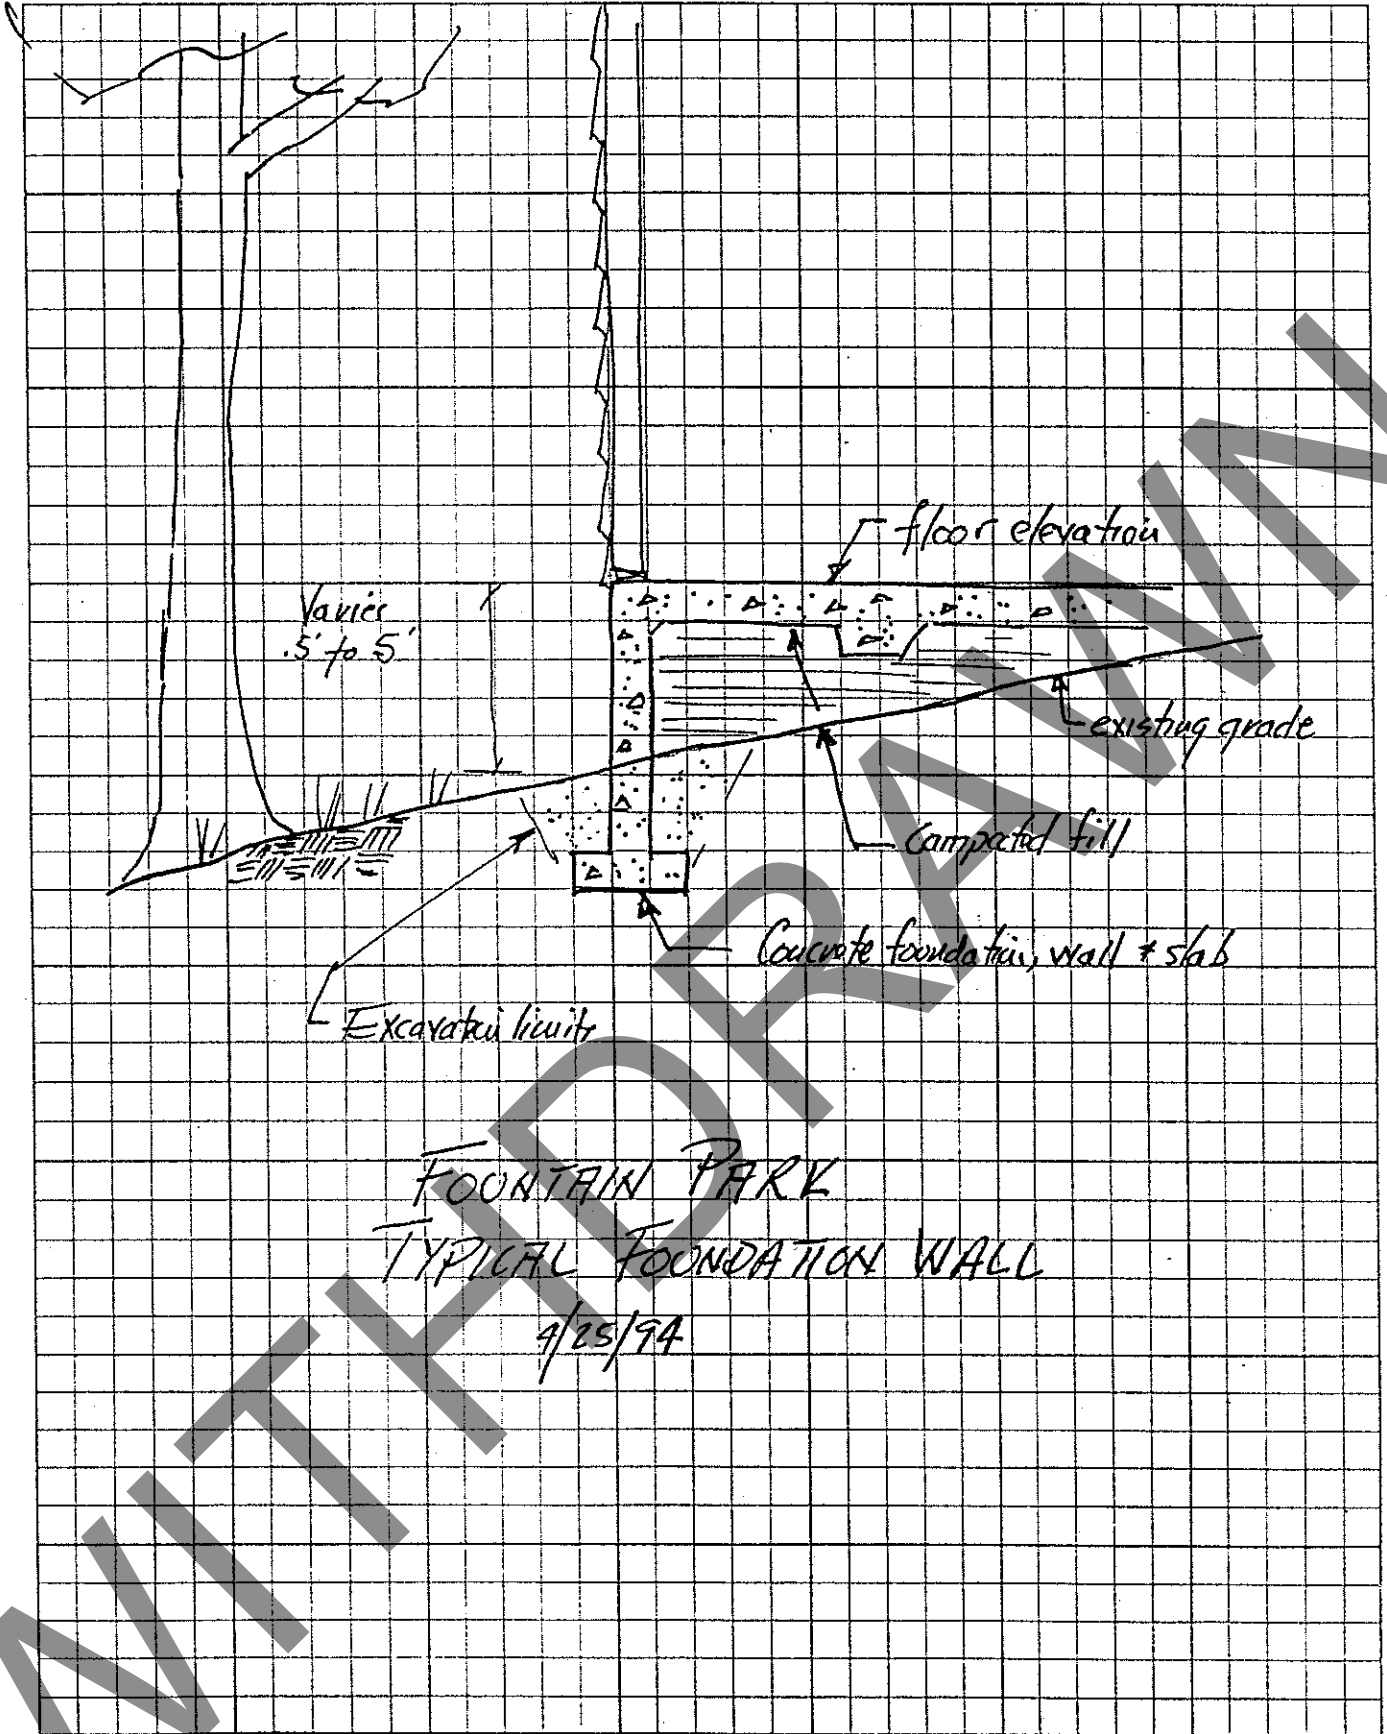 floor elevation
Varies
.5' to 5'
existing grade
Compacted fill
Concrete foundation, wall & slab
Excavation limits
FOUNTAIN PARK
TYPICAL FOUNDATION WALL
4/25/94
WITHDRAWN